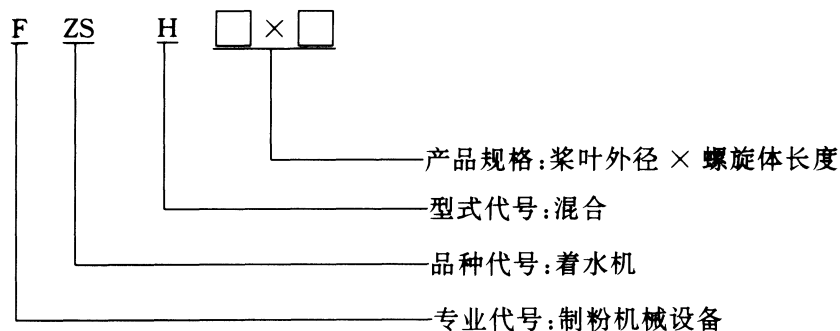 F ZS H □ × □
产品规格:桨叶外径 × 螺旋体长度
型式代号:混合
品种代号:着水机
专业代号:制粉机械设备